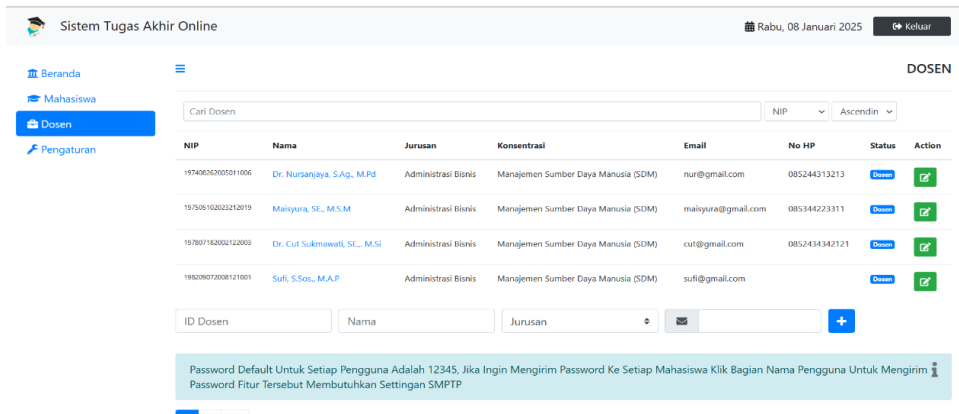 Sistem Tugas Akhir Online
Rabu, 08 Januari 2025
Keluar
Beranda
Mahasiswa
Dosen
Pengaturan
DOSEN
Cari Dosen
NIP
Ascendin
NIP Nama Jurusan Konsentrasi Email No HP Status Action
197408262005011006 Dr. Nursanjaya, S.Ag., M.Pd Administrasi Bisnis Manajemen Sumber Daya Manusia (SDM) nur@gmail.com 085244313213 Dosen
197505102023212019 Maisyura, SE., M.S.M Administrasi Bisnis Manajemen Sumber Daya Manusia (SDM) maisyura@gmail.com 085344223311 Dosen
197807182002122003 Dr. Cut Sukmawati, SE,,. M.Si Administrasi Bisnis Manajemen Sumber Daya Manusia (SDM) cut@gmail.com 0852434342121 Dosen
198209072008121001 Sufi, S.Sos., M.A.P Administrasi Bisnis Manajemen Sumber Daya Manusia (SDM) sufi@gmail.com Dosen
ID Dosen Nama Jurusan
Password Default Untuk Setiap Pengguna Adalah 12345, Jika Ingin Mengirim Password Ke Setiap Mahasiswa Klik Bagian Nama Pengguna Untuk Mengirim
Password Fitur Tersebut Membutuhkan Settingan SMPTP